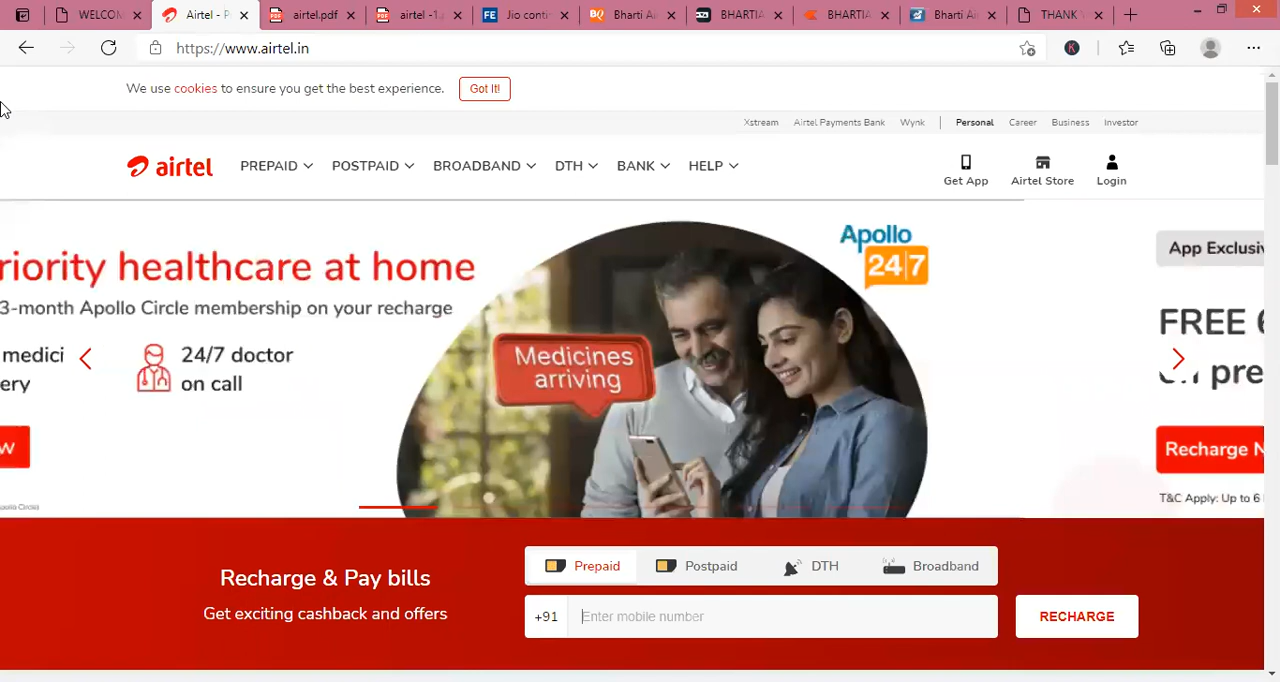 WELCOM
Airtel - P
airtel.pdf
airtel -1.p
Jio conti
Bharti A
BHARTIA
BHARTIA
Bharti Ai
THANK
https://www.airtel.in
We use cookies to ensure you get the best experience.
Got It!
Xstream
Airtel Payments Bank
Wynk
Personal
Career
Business
Investor
airtel
PREPAID
POSTPAID
BROADBAND
DTH
BANK
HELP
Get App
Airtel Store
Login
riority healthcare at home
3-month Apollo Circle membership on your recharge
medici
ery
24/7 doctor
on call
Medicines
arriving
Apollo
24|7
App Exclusiv
FREE 6
on pre
Recharge N
T&C Apply: Up to 6
Recharge & Pay bills
Get exciting cashback and offers
Prepaid
Postpaid
DTH
Broadband
+91
Enter mobile number
RECHARGE